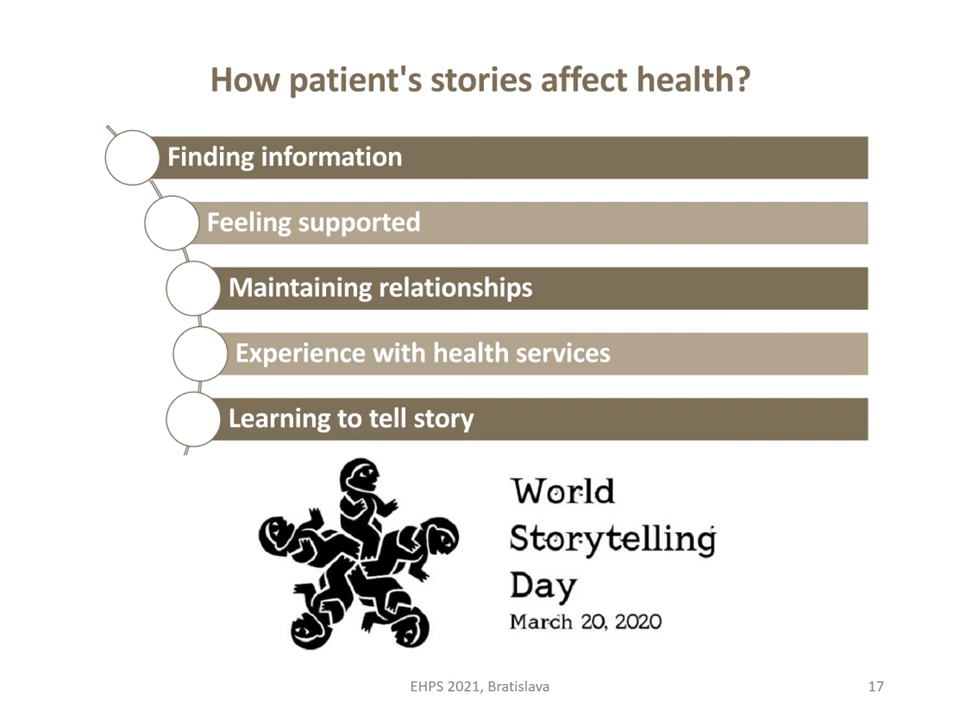 How patient's stories affect health?
Finding information
Feeling supported
Maintaining relationships
Experience with health services
Learning to tell story
World
Storytelling
Day
March 20, 2020
EHPS 2021, Bratislava
17